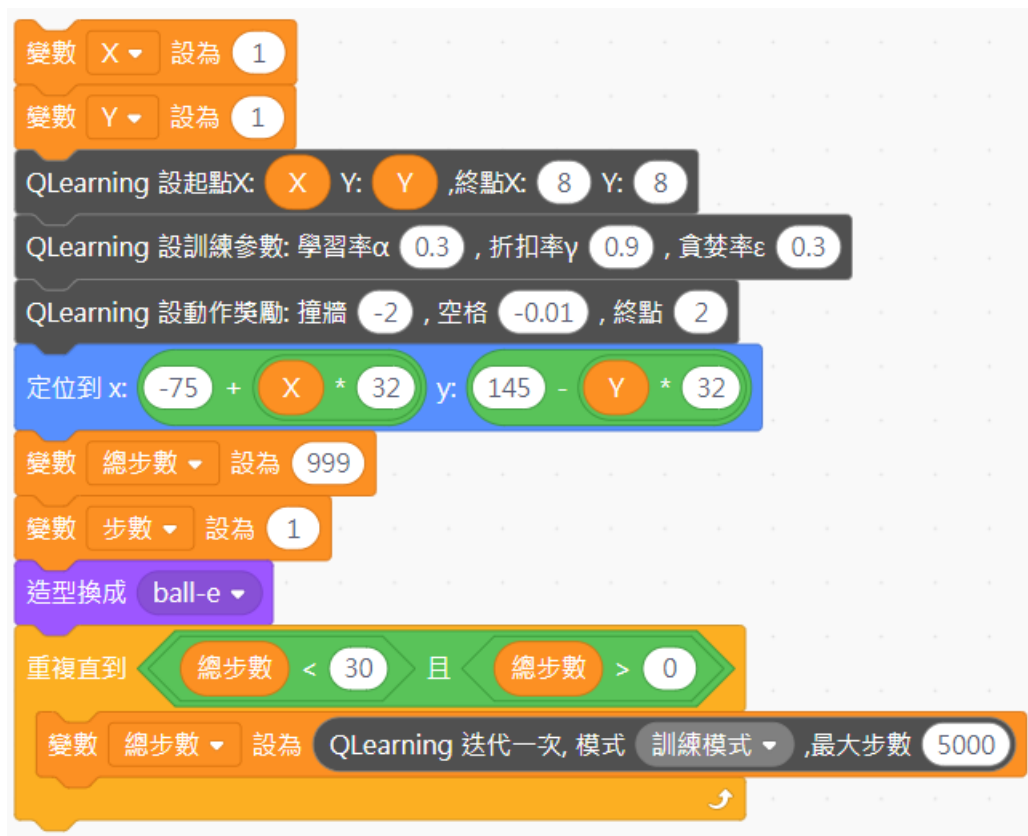 變數 X 設為 1
變數 Y 設為 1
QLearning 設起點X: X Y: Y ,終點X: 8 Y: 8
QLearning 設訓練參數: 學習率α 0.3 , 折扣率γ 0.9 , 貪婪率ε 0.3
QLearning 設動作獎勵: 撞牆 -2 , 空格 -0.01 , 終點 2
定位到 x: -75 + X * 32 y: 145 - Y * 32
變數 總步數 設為 999
變數 步數 設為 1
造型換成 ball-e
重複直到 總步數 < 30 且 總步數 > 0
變數 總步數 設為 QLearning 迭代一次, 模式 訓練模式 ,最大步數 5000